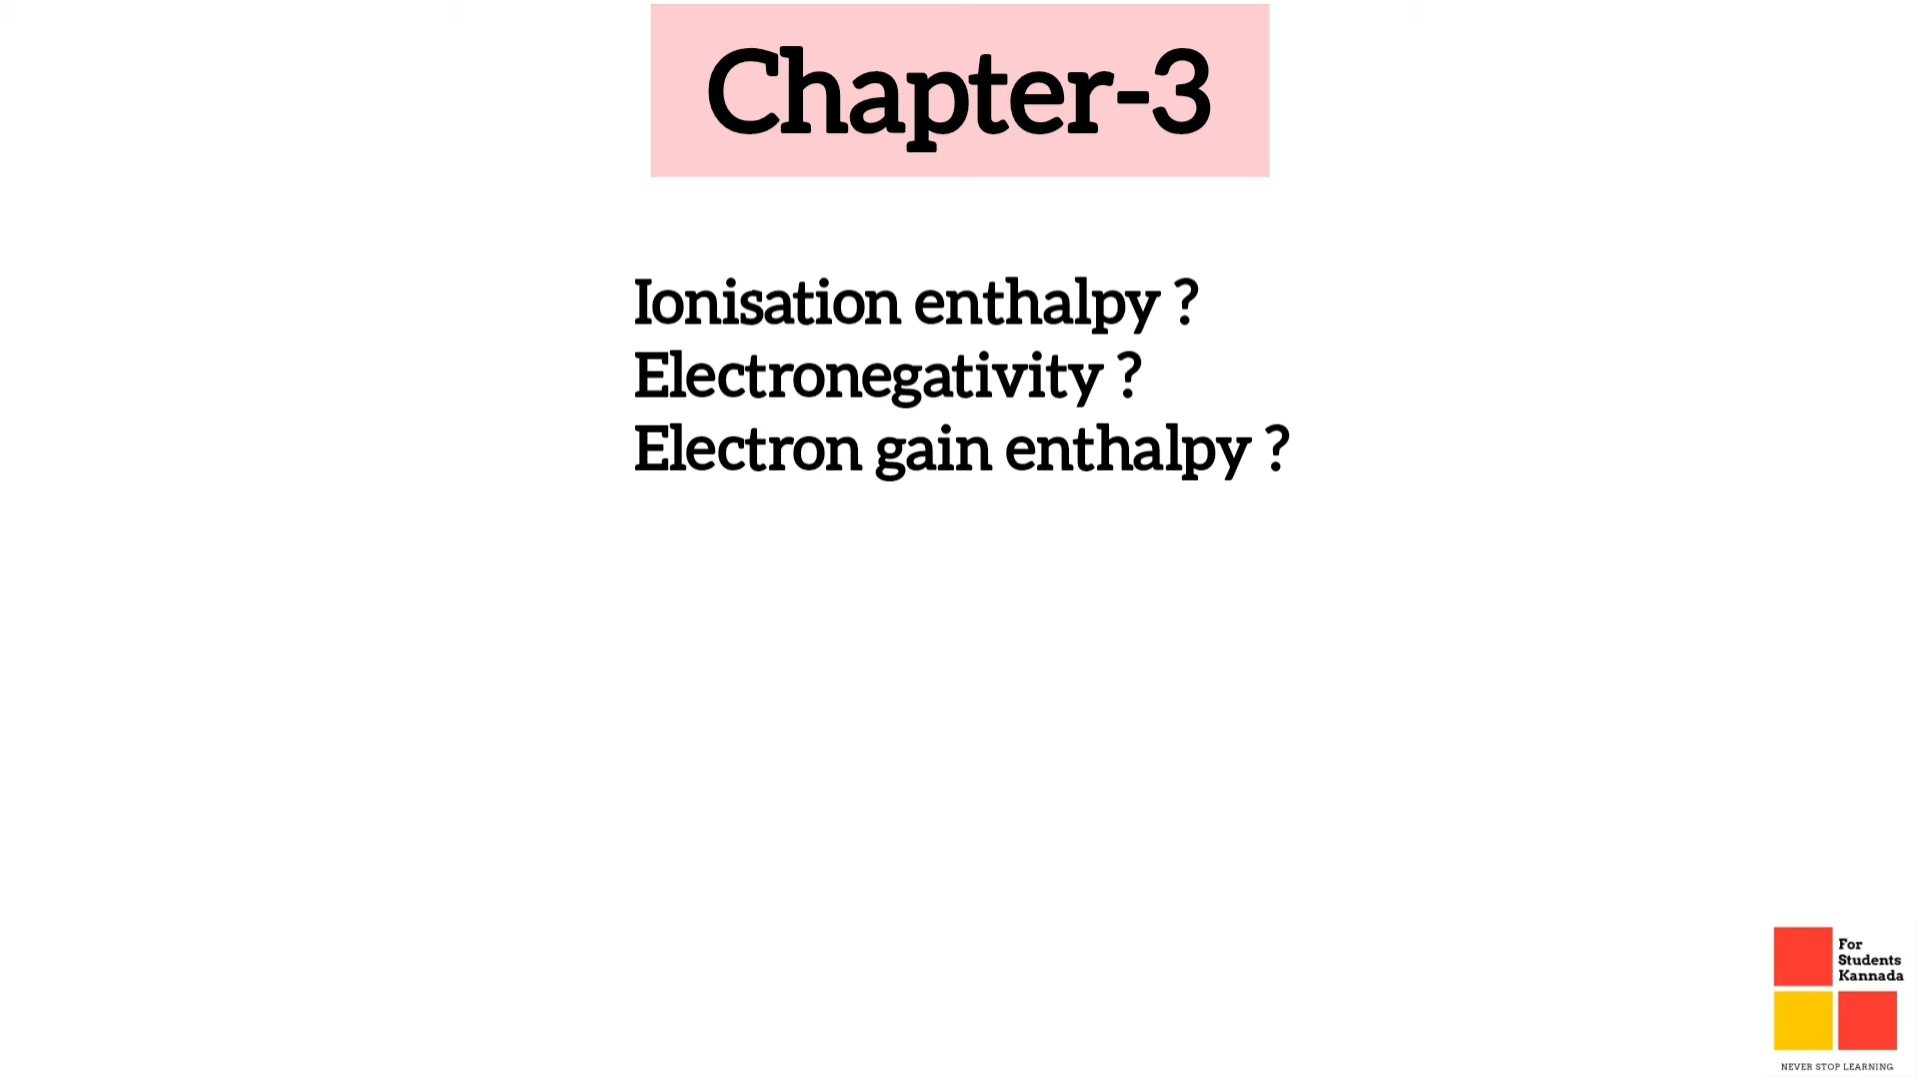 Chapter-3
Ionisation enthalpy ?
Electronegativity ?
Electron gain enthalpy ?
For
Students
Kannada
NEVER STOP LEARNING